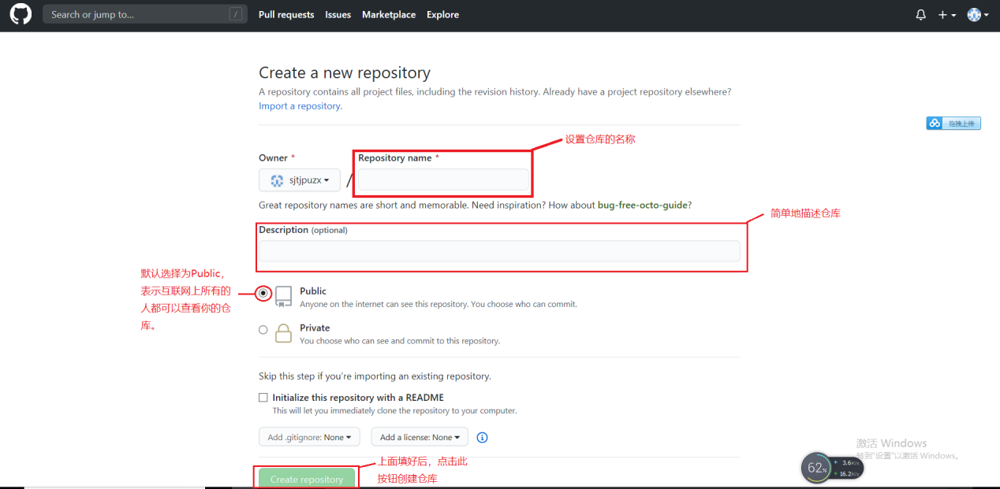 Search or jump to... /
Pull requests Issues Marketplace Explore
Create a new repository
A repository contains all project files, including the revision history. Already have a project repository elsewhere?
Import a repository.
拖拽上传
设置仓库的名称
Owner * Repository name *
sjtjpuzx /
Great repository names are short and memorable. Need inspiration? How about bug-free-octo-guide?
简单地描述仓库
Description (optional)
默认选择为Public,
表示互联网上所有的
人都可以查看你的仓
库。
Public
Anyone on the internet can see this repository. You choose who can commit.
Private
You choose who can see and commit to this repository.
Skip this step if you're importing an existing repository.
Initialize this repository with a README
This will let you immediately clone the repository to your computer.
Add .gitignore: None Add a license: None
上面填好后，点击此
按钮创建仓库
Create repository
激活 Windows
转到"设置"以激活 Windows。
62%
3.6K/s
16.2K/s